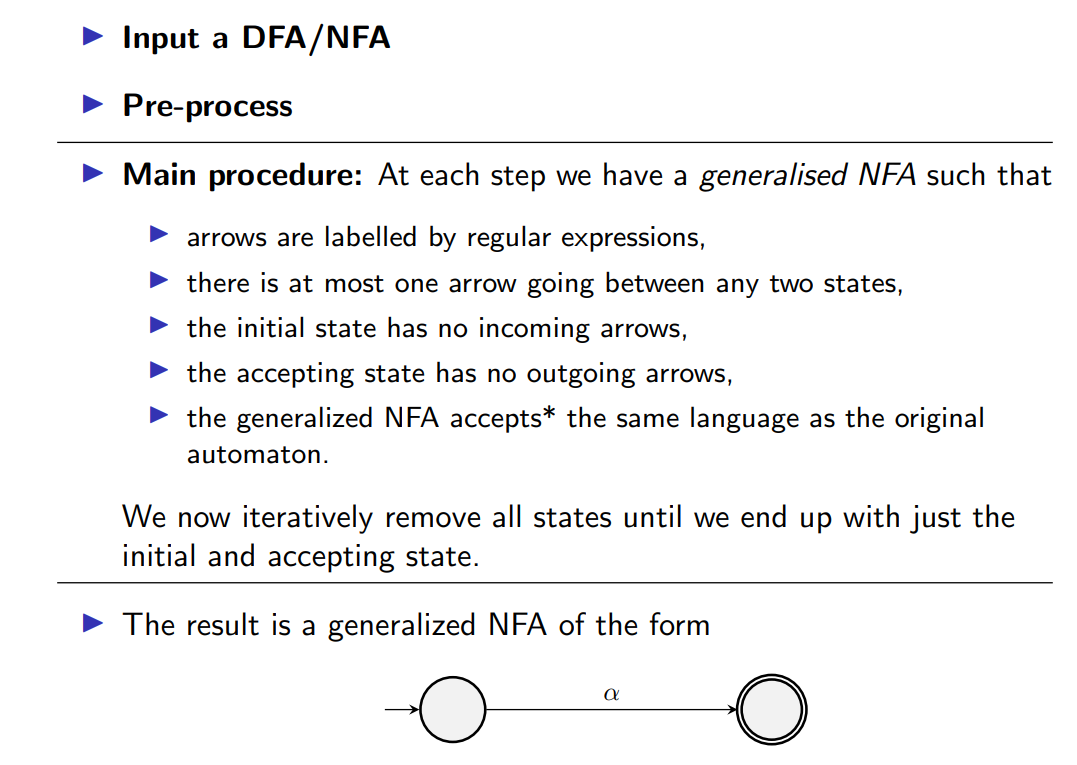 Input a DFA/NFA
Pre-process
Main procedure: At each step we have a generalised NFA such that
arrows are labelled by regular expressions,
there is at most one arrow going between any two states,
the initial state has no incoming arrows,
the accepting state has no outgoing arrows,
the generalized NFA accepts* the same language as the original
automaton.
We now iteratively remove all states until we end up with just the
initial and accepting state.
The result is a generalized NFA of the form
α